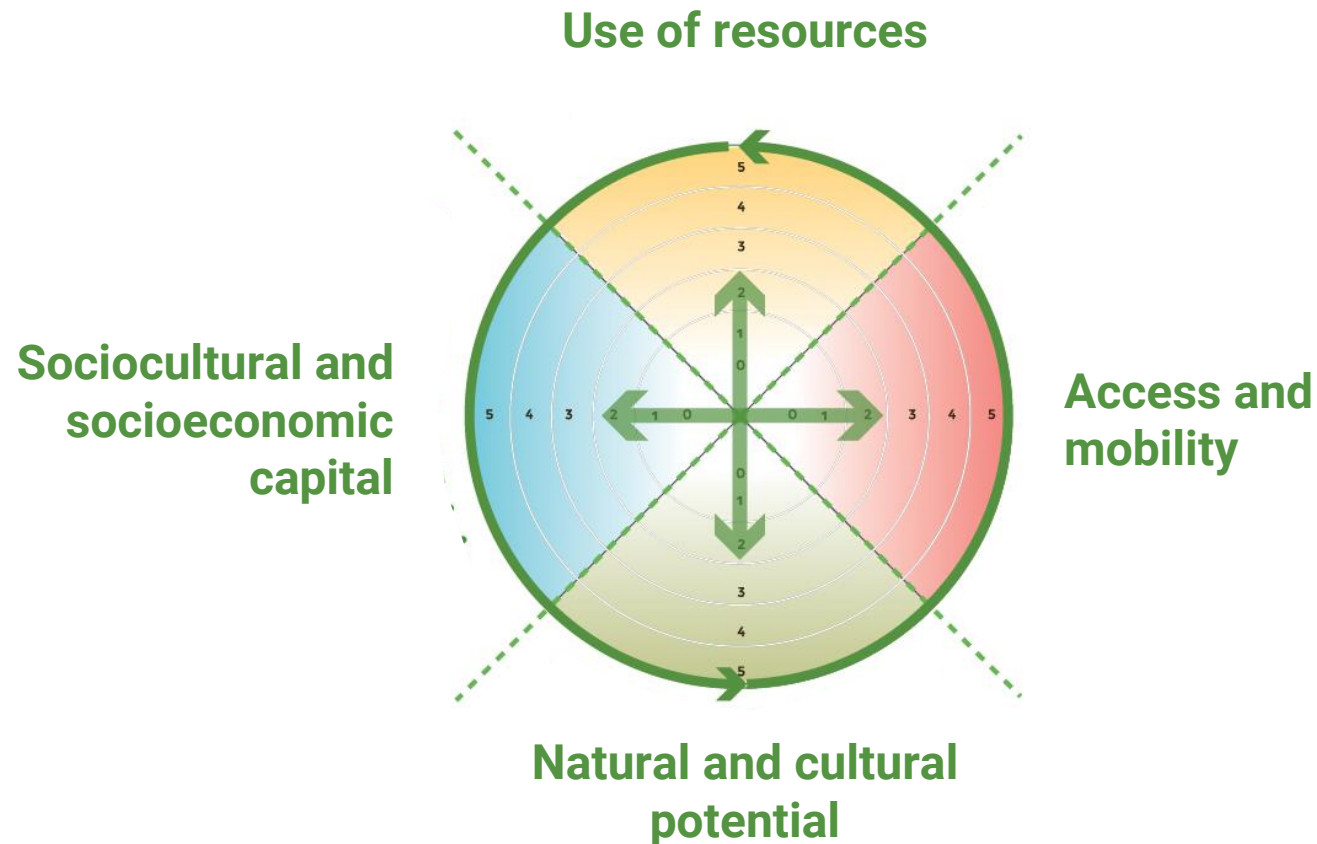 Use of resources
5
4
3
2
1
0
Sociocultural and
socioeconomic
capital
5 4 3 2 1 0 0 1 2 3 4 5
Access and
mobility
0
1
2
3
4
5
Natural and cultural
potential